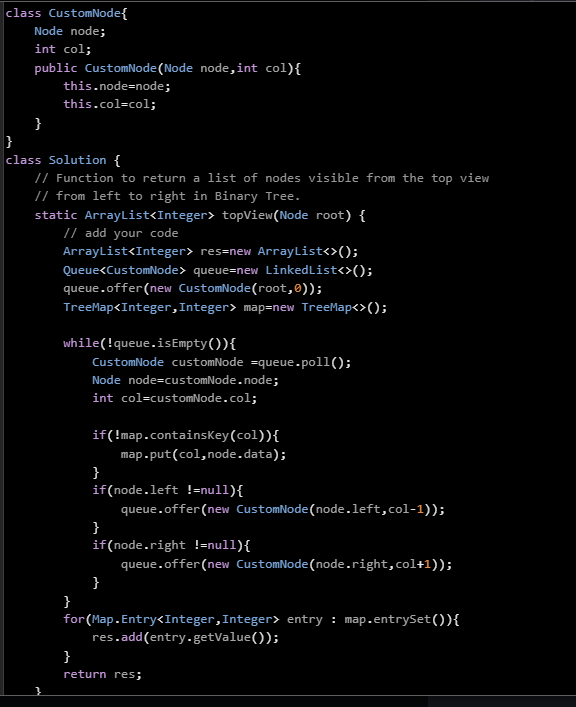 class CustomNode{
    Node node;
    int col;
    public CustomNode(Node node,int col){
        this.node=node;
        this.col=col;
    }
}
class Solution {
    // Function to return a list of nodes visible from the top view
    // from left to right in Binary Tree.
    static ArrayList<Integer> topView(Node root) {
        // add your code
        ArrayList<Integer> res=new ArrayList<>();
        Queue<CustomNode> queue=new LinkedList<>();
        queue.offer(new CustomNode(root,0));
        TreeMap<Integer,Integer> map=new TreeMap<>();

        while(!queue.isEmpty()){
            CustomNode customNode =queue.poll();
            Node node=customNode.node;
            int col=customNode.col;

            if(!map.containsKey(col)){
                map.put(col,node.data);
            }
            if(node.left !=null){
                queue.offer(new CustomNode(node.left,col-1));
            }
            if(node.right !=null){
                queue.offer(new CustomNode(node.right,col+1));
            }
        }
        for(Map.Entry<Integer,Integer> entry : map.entrySet()){
            res.add(entry.getValue());
        }
        return res;
    }